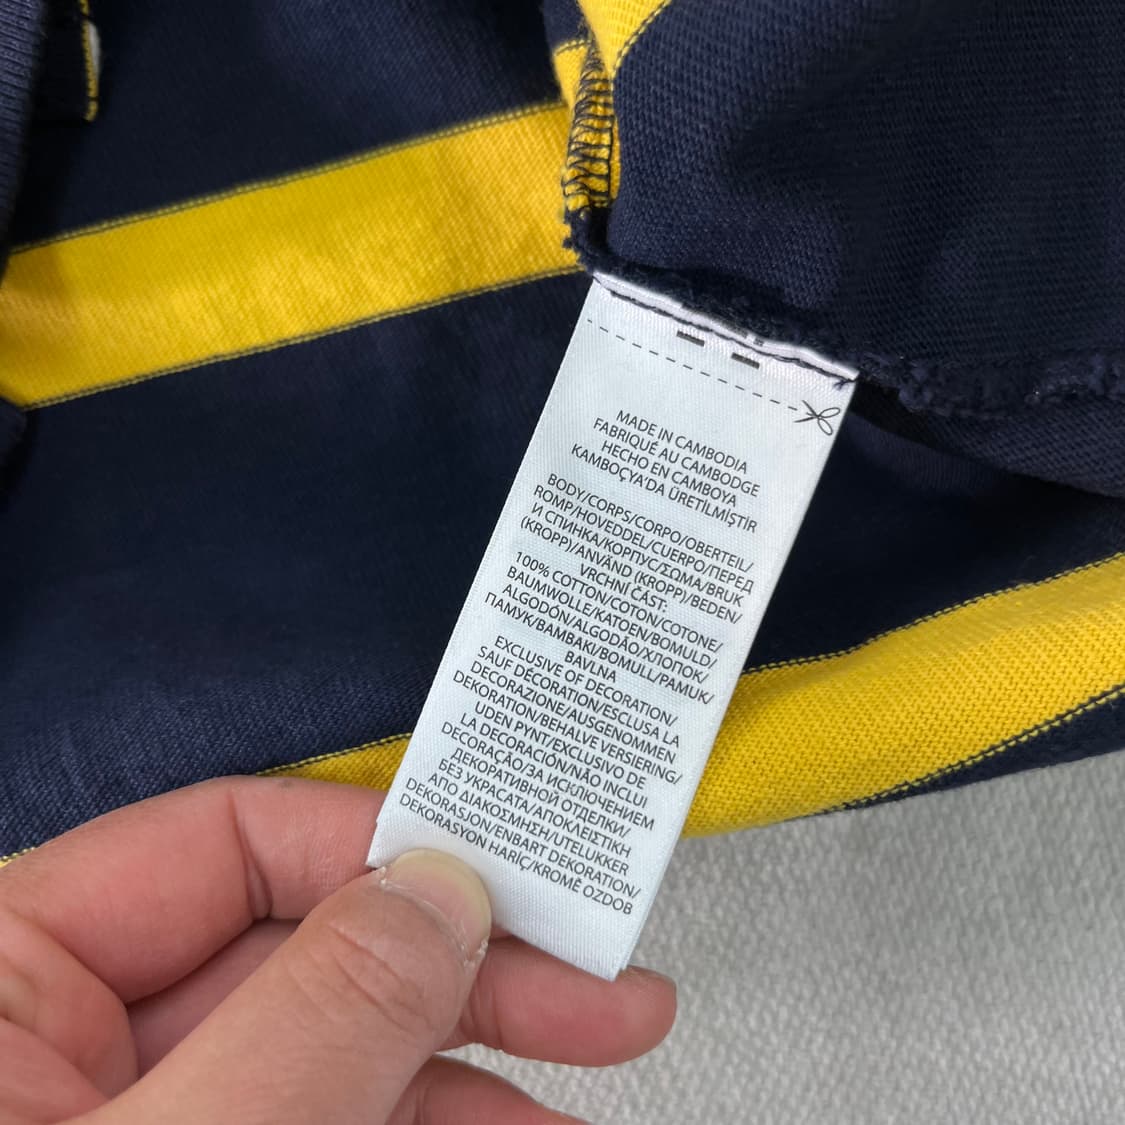 MADE IN CAMBODIA
FABRIQUÉ AU CAMBODGE
HECHO EN CAMBOYA
KAMBOÇYA'DA ÜRETİLMİŞTİR
BODY/CORPS/CORPO/OBERTEIL/
ROMP/HOVEDDEL/CUERPO/ПЕРЕД
И СПИНКА/КОРПУС/ΣΩΜΑ/BRUK
(KROPP)/ANVÄND (KROPP)/BEDEN/
VRCHNÍ ČÁST:
100% COTTON/COTON/COTONE/
BAUMWOLLE/KATOEN/BOMULD/
ALGODÓN/ALGODÃO/ХЛОПОК/
ПАМУК/ΒΑΜΒΑΚΙ/BOMULL/PAMUK/
BAVLNA
EXCLUSIVE OF DECORATION/
SAUF DÉCORATION/ESCLUSA LA
DECORAZIONE/AUSGENOMMEN
DEKORATION/BEHALVE VERSIERING/
UDEN PYNT/EXCLUSIVO DE
LA DECORACIÓN/NÃO INCLUI
DECORAÇÃO/ЗА ИСКЛЮЧЕНИЕМ
ДЕКОРАТИВНОЙ ОТДЕЛКИ/
БЕЗ УКРАСАТА/ΑΠΟΚΛΕΙΣΤΙΚΗ
ΑΠΟ ΔΙΑΚΟΣΜΗΣΗ/UTELUKKER
DEKORASJON/ENBART DEKORATION/
DEKORASYON HARİÇ/KROMĚ OZDOB